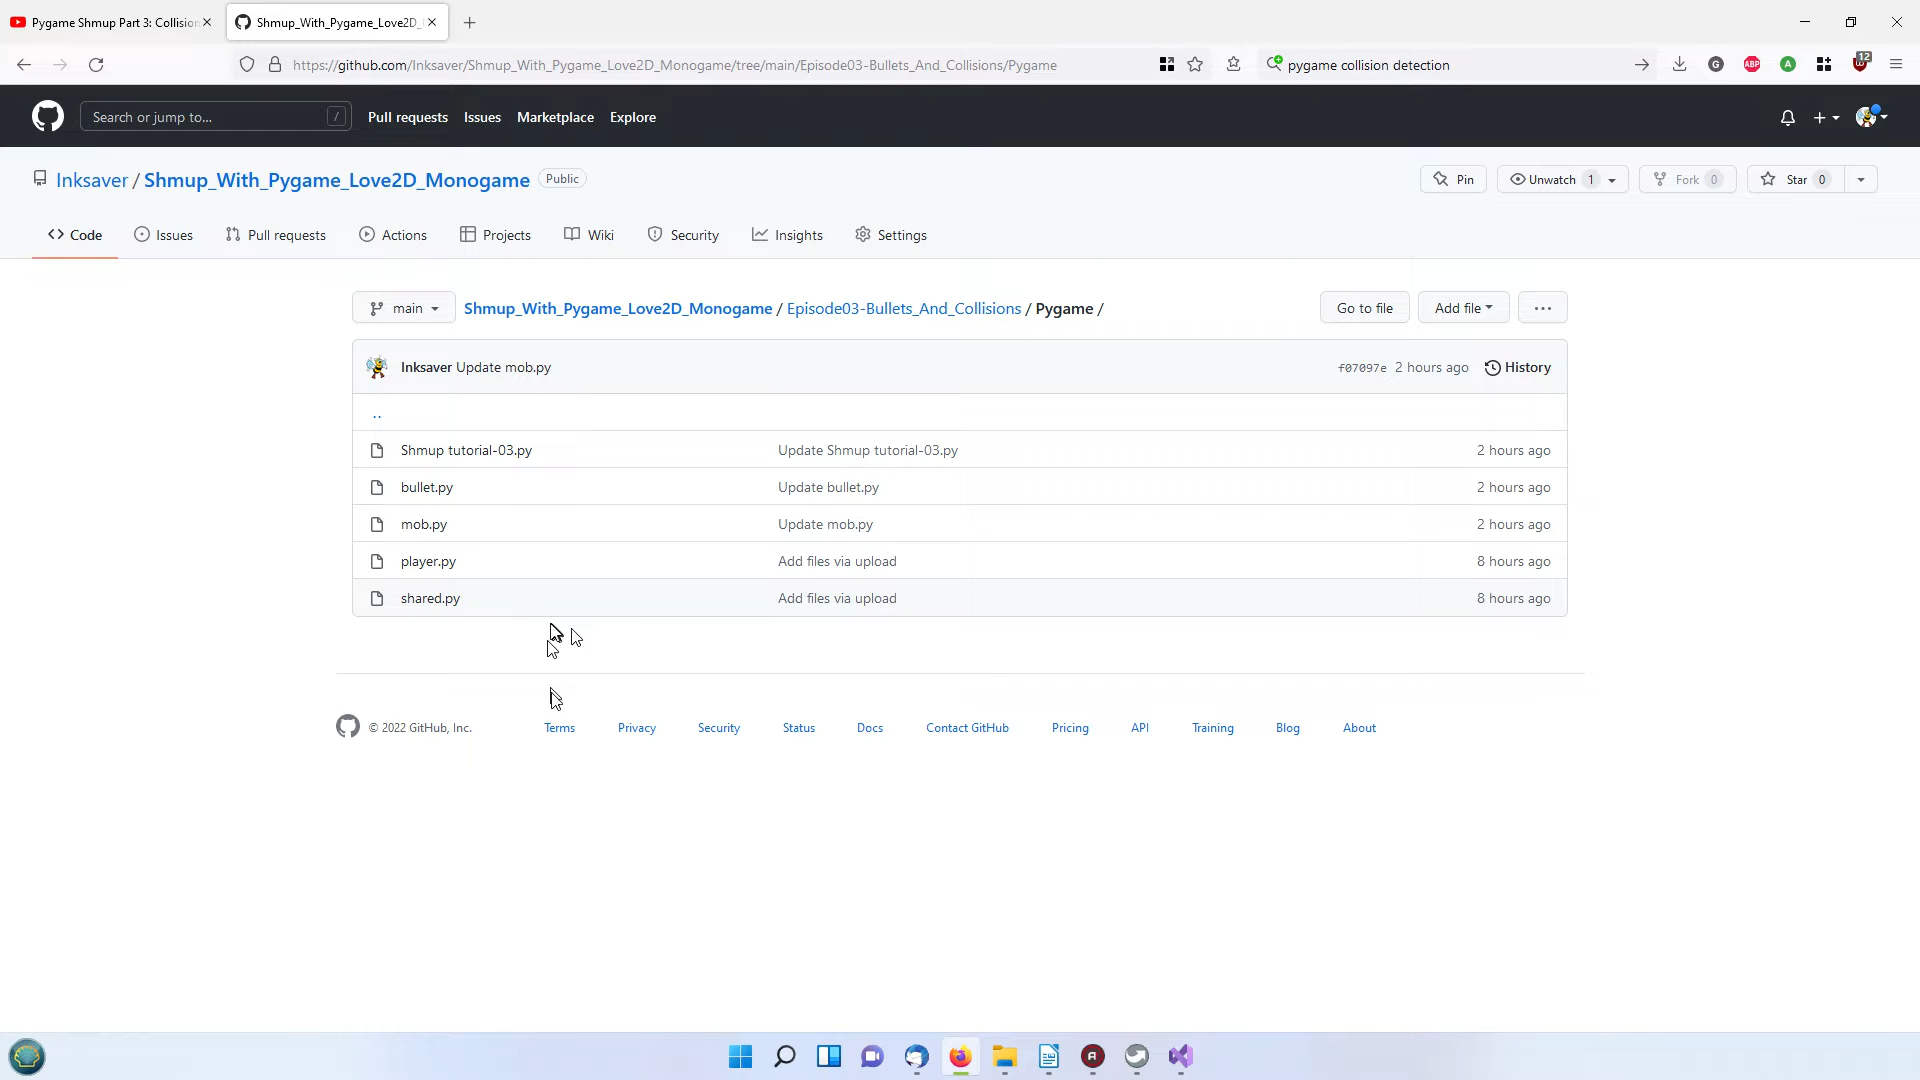 Pygame Shmup Part 3: Collision
Shmup_With_Pygame_Love2D_
https://github.com/Inksaver/Shmup_With_Pygame_Love2D_Monogame/tree/main/Episode03-Bullets_And_Collisions/Pygame
pygame collision detection
G
ABP
A
12
Search or jump to...
/
Pull requests
Issues
Marketplace
Explore
Inksaver / Shmup_With_Pygame_Love2D_Monogame
Public
Pin
Unwatch 1
Fork 0
Star 0
Code
Issues
Pull requests
Actions
Projects
Wiki
Security
Insights
Settings
main
Shmup_With_Pygame_Love2D_Monogame / Episode03-Bullets_And_Collisions / Pygame /
Go to file
Add file
Inksaver Update mob.py
f07097e 2 hours ago
History
..
Shmup tutorial-03.py Update Shmup tutorial-03.py 2 hours ago
bullet.py Update bullet.py 2 hours ago
mob.py Update mob.py 2 hours ago
player.py Add files via upload 8 hours ago
shared.py Add files via upload 8 hours ago
© 2022 GitHub, Inc.
Terms
Privacy
Security
Status
Docs
Contact GitHub
Pricing
API
Training
Blog
About